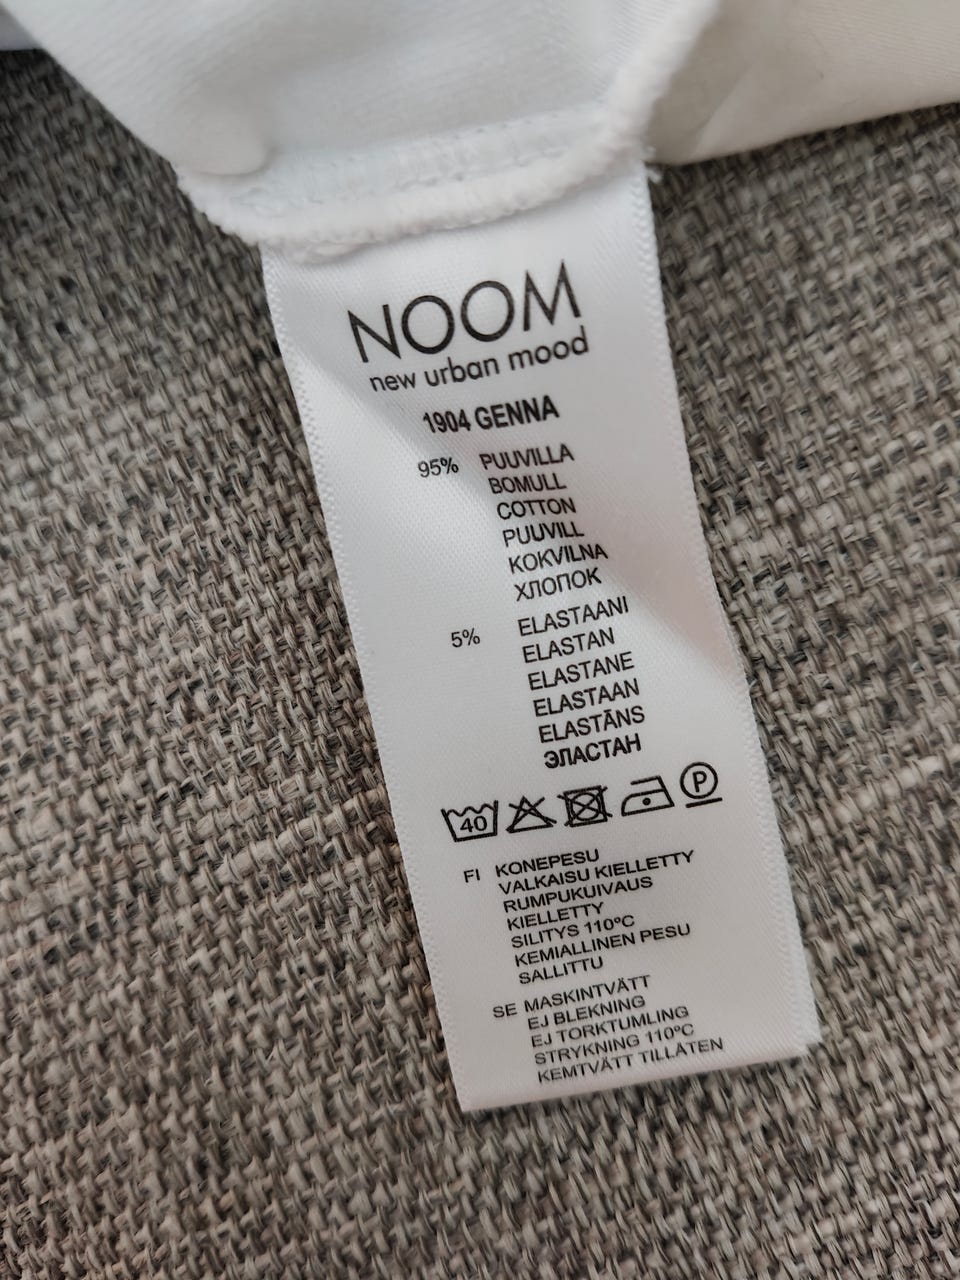 NOOM
new urban mood
1904 GENNA
95% PUUVILLA
BOMULL
COTTON
PUUVILL
KOKVILNA
ХЛОПОК
5% ELASTAANI
ELASTAN
ELASTANE
ELASTAAN
ELASTĀNS
ЭЛАСТАН
40 P
FI KONEPESU
VALKAISU KIELLETTY
RUMPUKUIVAUS
KIELLETTY
SILITYS 110ºC
KEMIALLINEN PESU
SALLITTU
SE MASKINTVÄTT
EJ BLEKNING
EJ TORKTUMLING
STRYKNING 110ºC
KEMTVÄTT TILLÅTEN